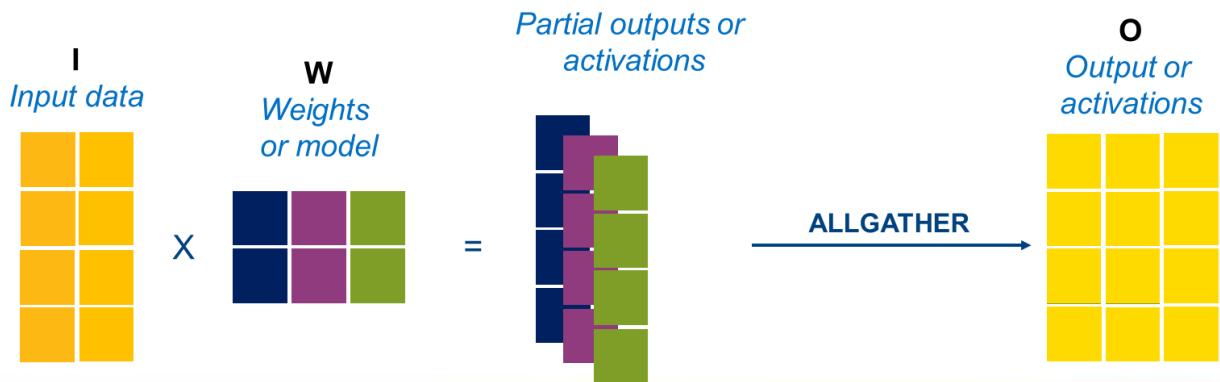 I
Input data
W
Weights
or model
X
=
Partial outputs or
activations
ALLGATHER
O
Output or
activations